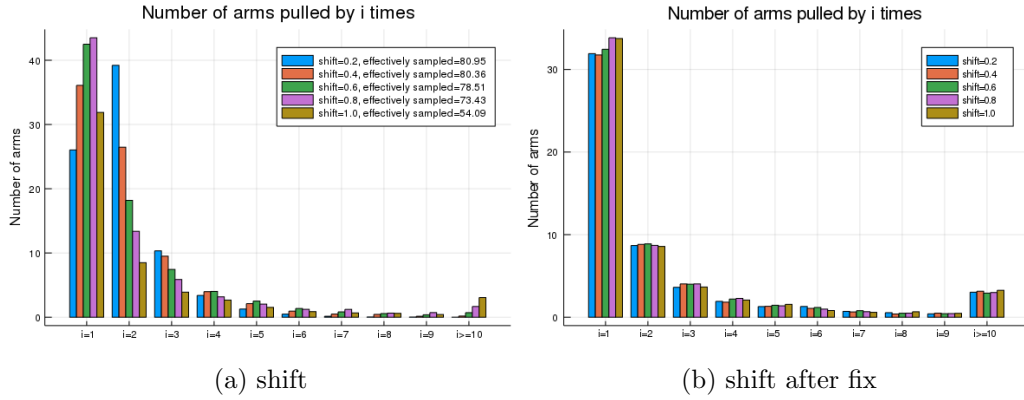 Number of arms pulled by i times
Number of arms
40
30
20
10
0
shift=0.2, effectively sampled=80.95
shift=0.4, effectively sampled=80.36
shift=0.6, effectively sampled=78.51
shift=0.8, effectively sampled=73.43
shift=1.0, effectively sampled=54.09
i=1 i=2 i=3 i=4 i=5 i=6 i=7 i=8 i=9 i>=10
(a) shift
Number of arms pulled by i times
Number of arms
30
20
10
0
shift=0.2
shift=0.4
shift=0.6
shift=0.8
shift=1.0
i=1 i=2 i=3 i=4 i=5 i=6 i=7 i=8 i=9 i>=10
(b) shift after fix